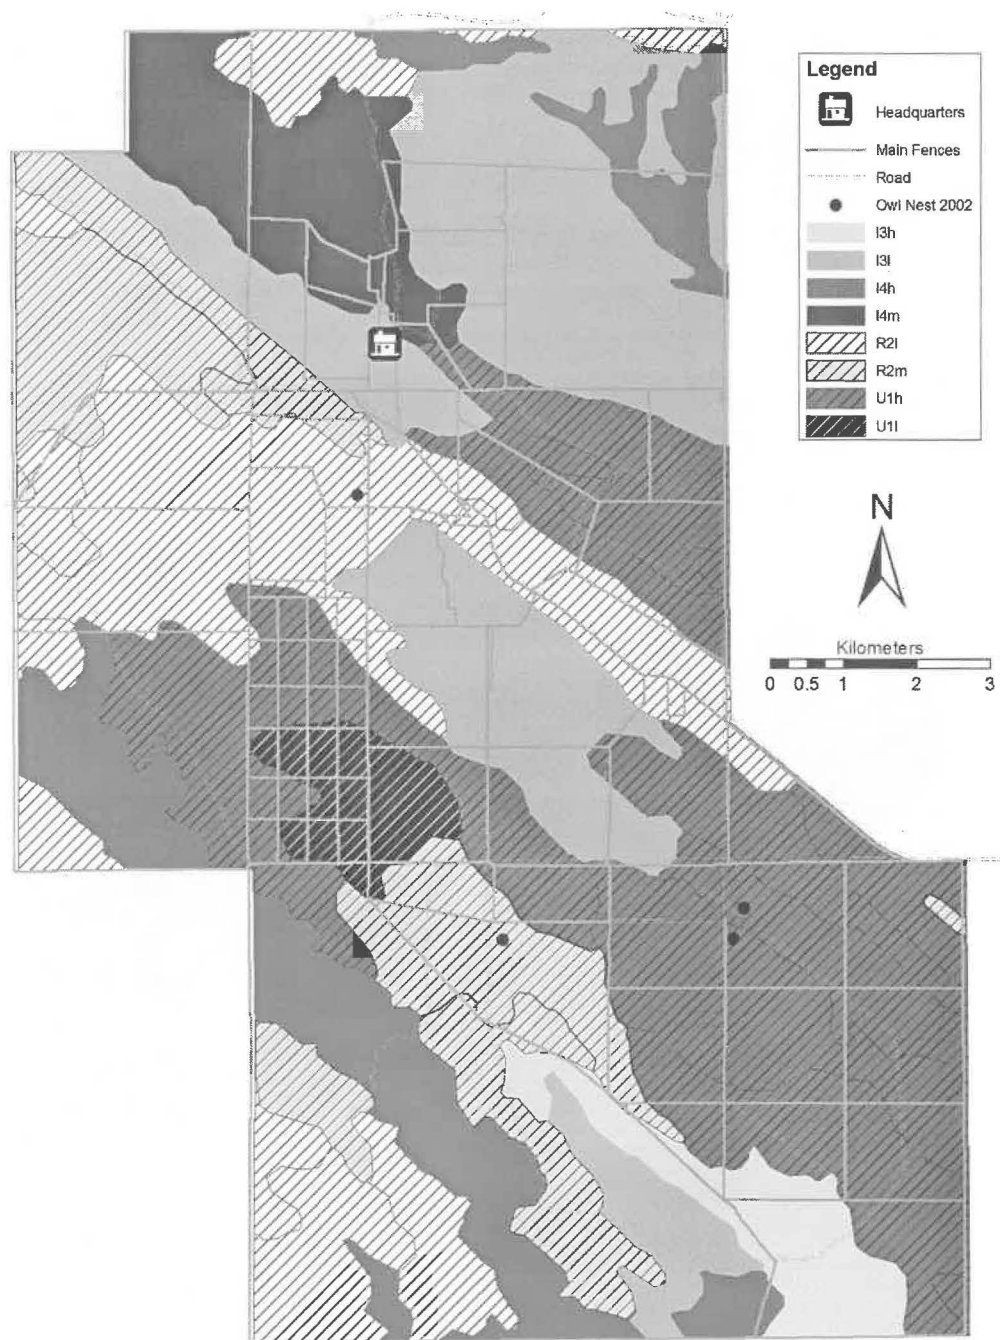 Legend
Headquarters
Main Fences
Road
Owl Nest 2002
I3h
I3l
I4h
I4m
R2l
R2m
U1h
U1l
N
Kilometers
0 0.5 1 2 3